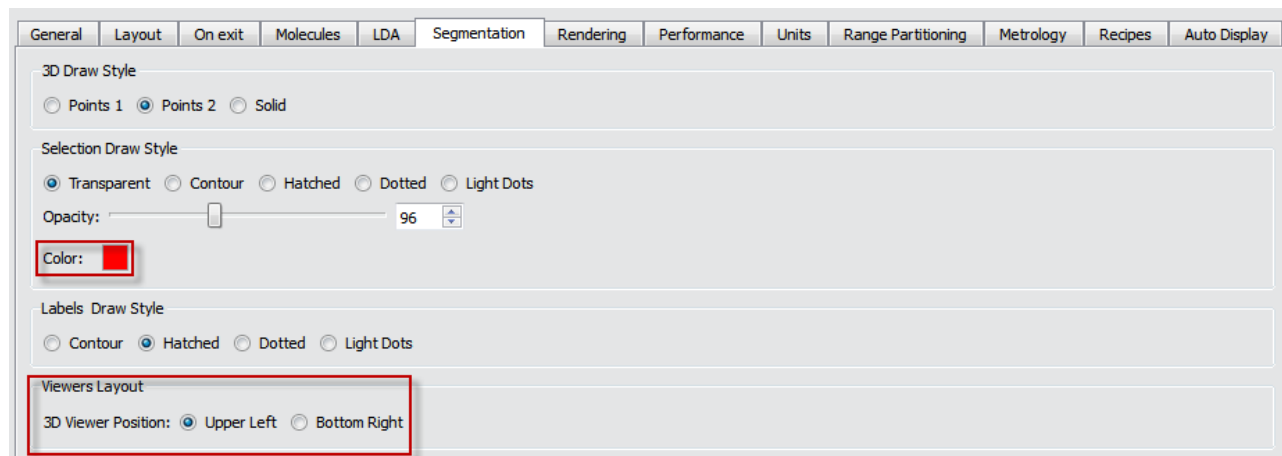 General Layout On exit Molecules LDA Segmentation Rendering Performance Units Range Partitioning Metrology Recipes Auto Display
3D Draw Style
Points 1 Points 2 Solid
Selection Draw Style
Transparent Contour Hatched Dotted Light Dots
Opacity: 96
Color:
Labels Draw Style
Contour Hatched Dotted Light Dots
Viewers Layout
3D Viewer Position: Upper Left Bottom Right